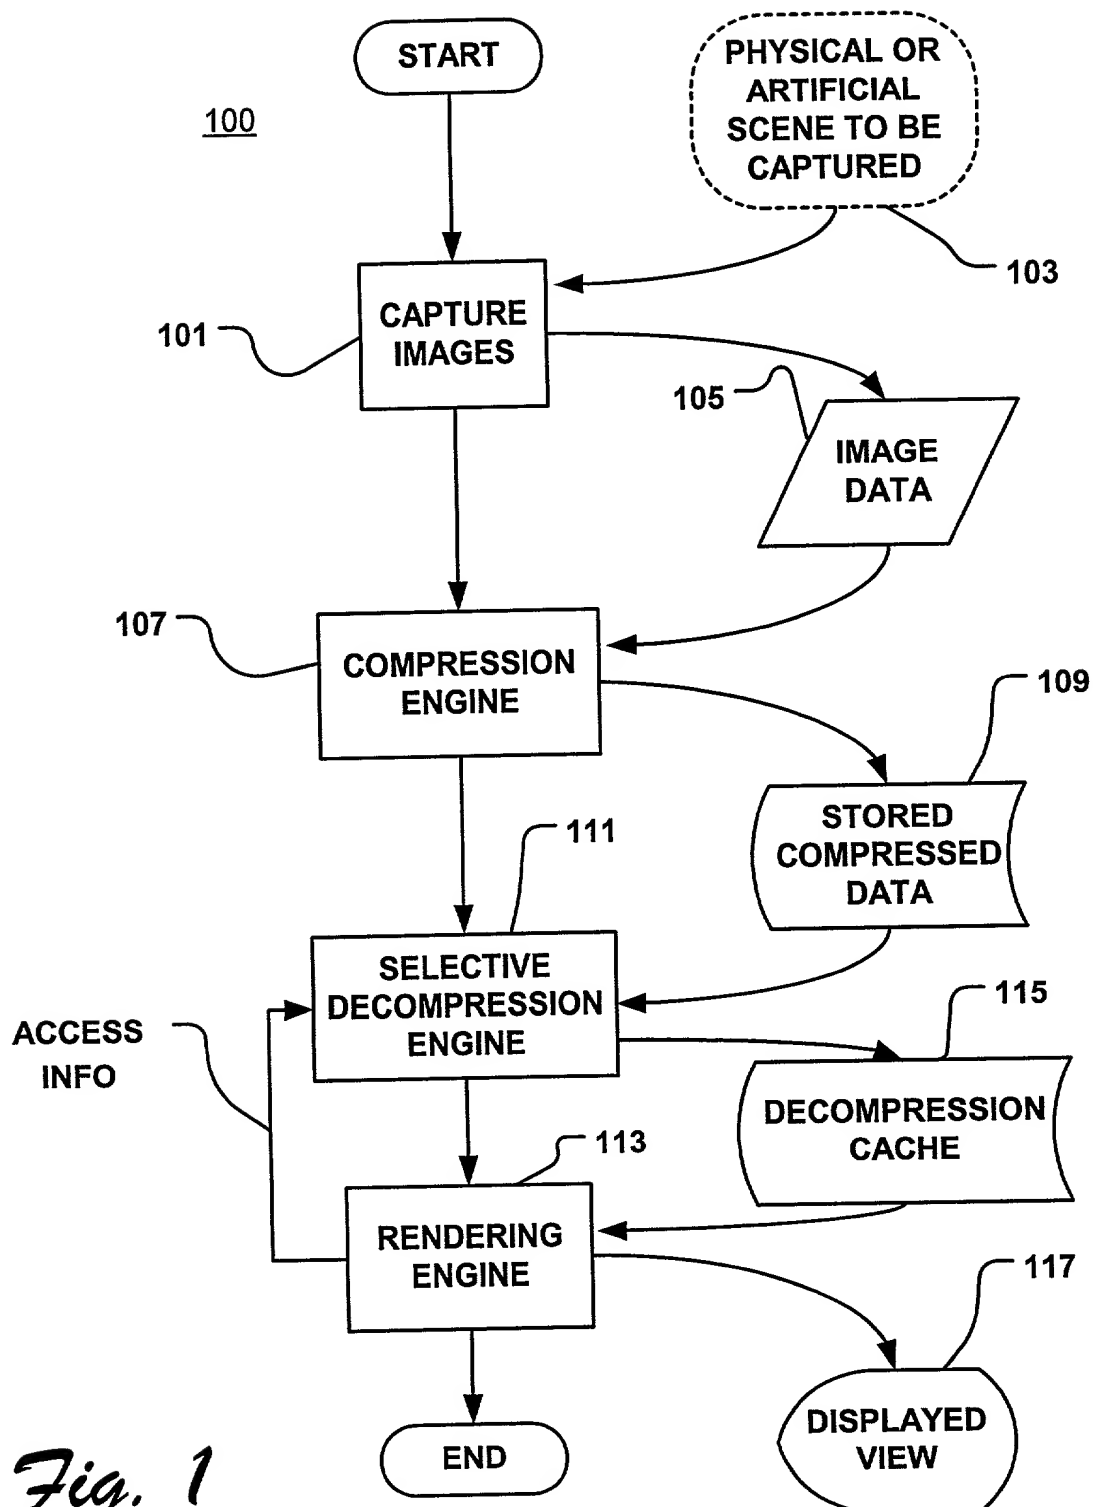 START
PHYSICAL OR
ARTIFICIAL
SCENE TO BE
CAPTURED
100
103
CAPTURE
IMAGES
101
105
IMAGE
DATA
107
COMPRESSION
ENGINE
109
STORED
COMPRESSED
DATA
111
SELECTIVE
DECOMPRESSION
ENGINE
115
ACCESS
INFO
DECOMPRESSION
CACHE
113
RENDERING
ENGINE
117
DISPLAYED
VIEW
END
Fig. 1